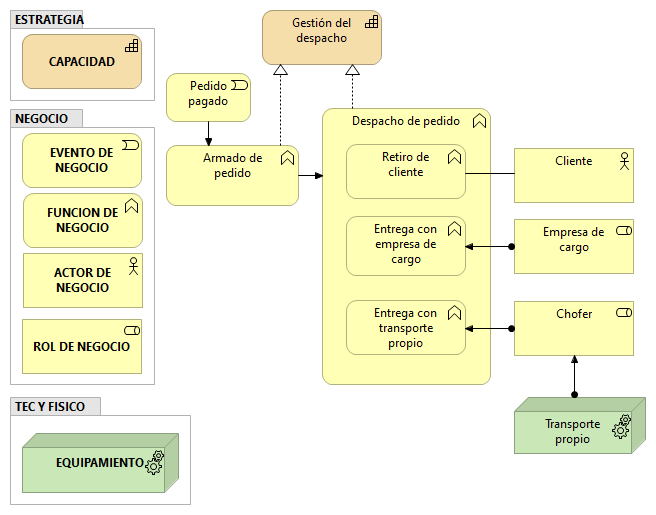 ESTRATEGIA
CAPACIDAD
NEGOCIO
EVENTO DE
NEGOCIO
FUNCION DE
NEGOCIO
ACTOR DE
NEGOCIO
ROL DE NEGOCIO
TEC Y FISICO
EQUIPAMIENTO
Gestión del
despacho
Pedido
pagado
Armado de
pedido
Despacho de pedido
Retiro de
cliente
Cliente
Entrega con
empresa de
cargo
Empresa de
cargo
Entrega con
transporte
propio
Chofer
Transporte
propio